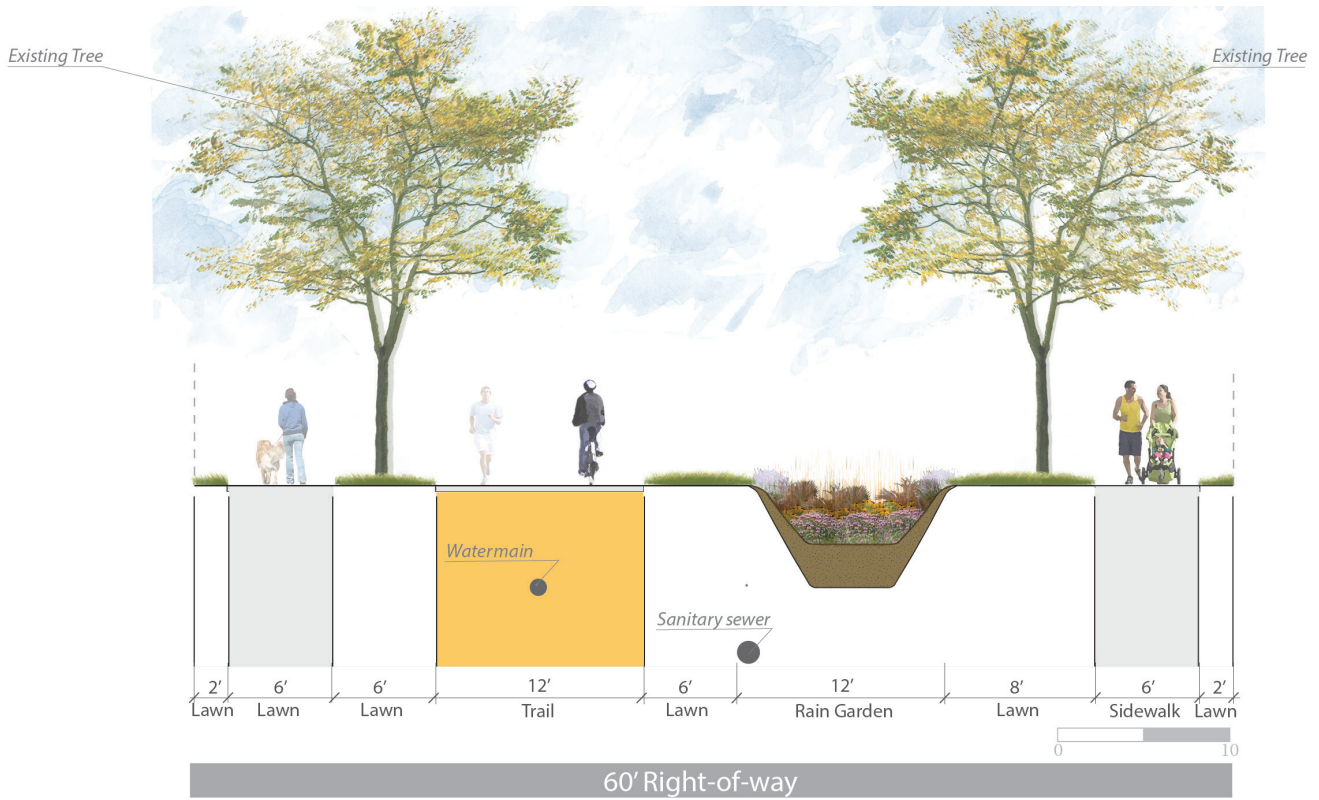 Existing Tree
Existing Tree
Watermain
Sanitary sewer
2’ 6’ 6’ 12’ 6’ 12’ 8’ 6’ 2’
Lawn Lawn Lawn Trail Lawn Rain Garden Lawn Sidewalk Lawn
0 10
60’ Right-of-way